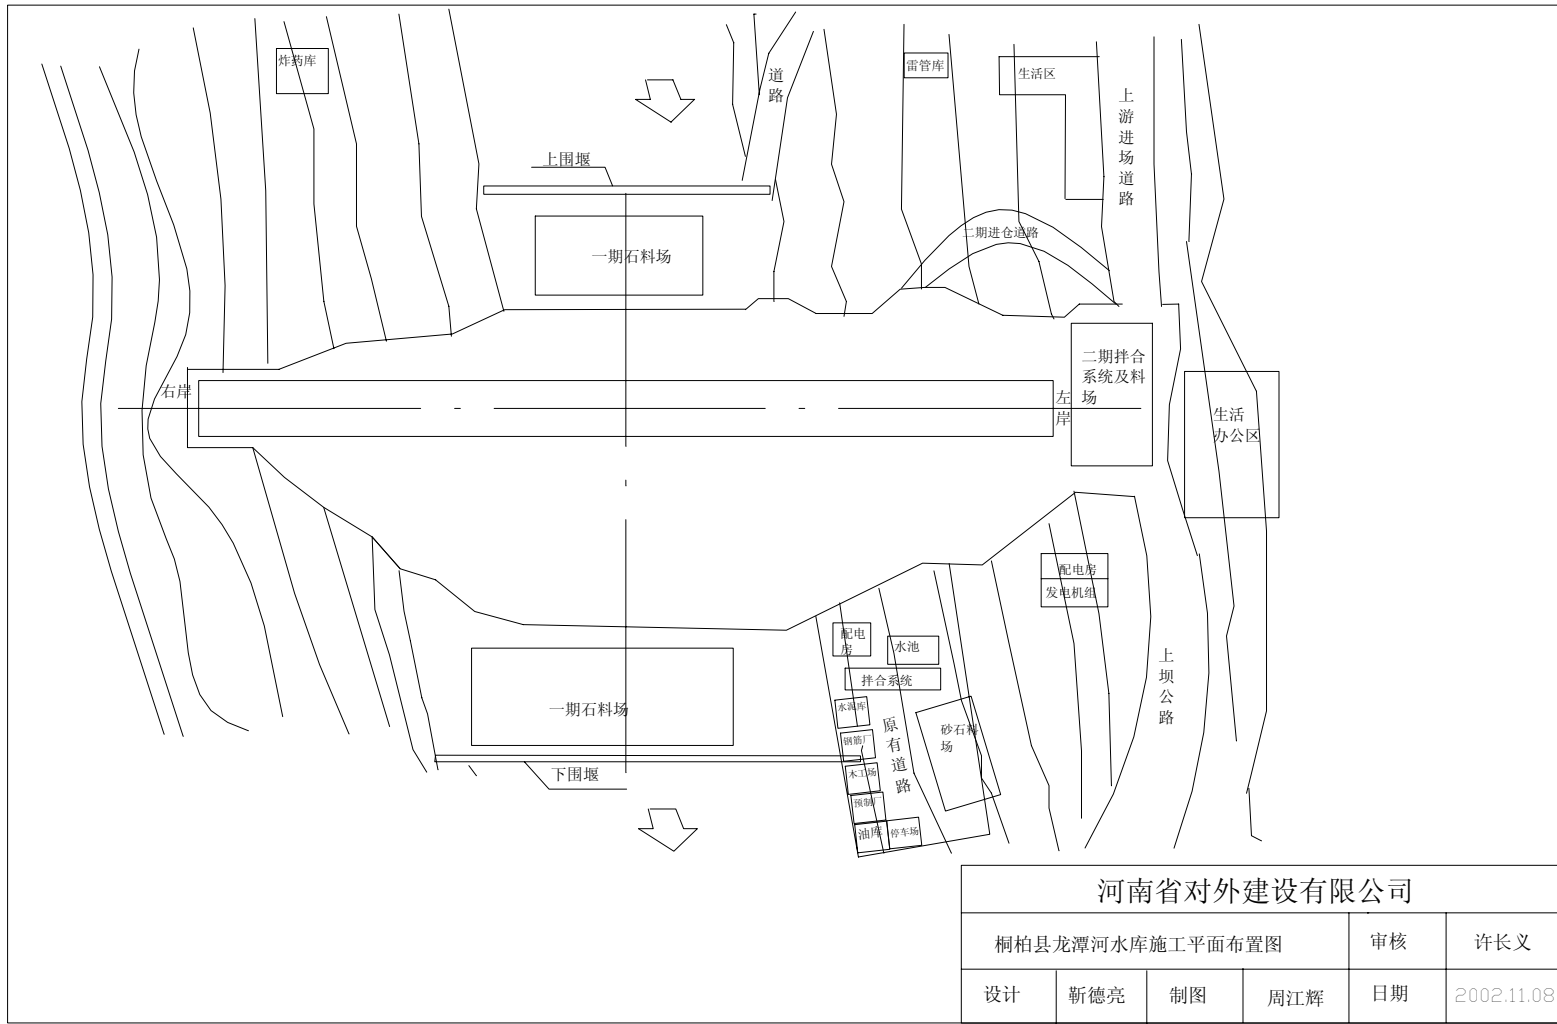 炸药库
道路
雷管库
生活区
上游进场道路
上围堰
二期进仓道路
一期石料场
二期拌合
系统及料
场
右岸
左岸
生活
办公区
配电房
发电机组
配电
房
水池
拌合系统
上坝公路
一期石料场
水泥库
原有道路
砂石料
场
钢筋厂
下围堰
木工场
预制厂
油库
停车场
河南省对外建设有限公司
桐柏县龙潭河水库施工平面布置图 审核 许长义
设计 靳德亮 制图 周江辉 日期 2002.11.08